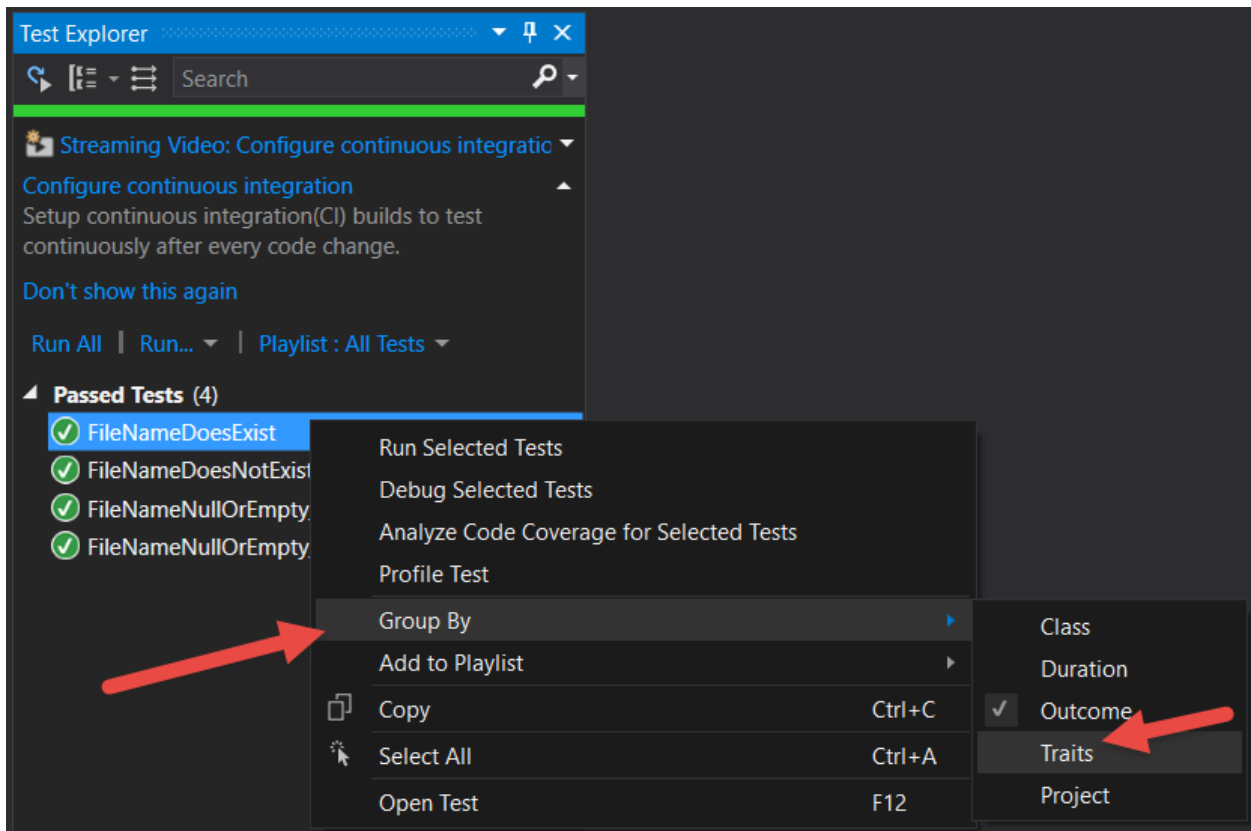 Test Explorer
Search
Streaming Video: Configure continuous integratio
Configure continuous integration
Setup continuous integration(CI) builds to test
continuously after every code change.
Don't show this again
Run All | Run... | Playlist : All Tests
Passed Tests (4)
FileNameDoesExist
FileNameDoesNotExist
FileNameNullOrEmpty_
FileNameNullOrEmpty_
Run Selected Tests
Debug Selected Tests
Analyze Code Coverage for Selected Tests
Profile Test
Group By
Add to Playlist
Copy Ctrl+C
Select All Ctrl+A
Open Test F12
Class
Duration
Outcome
Traits
Project